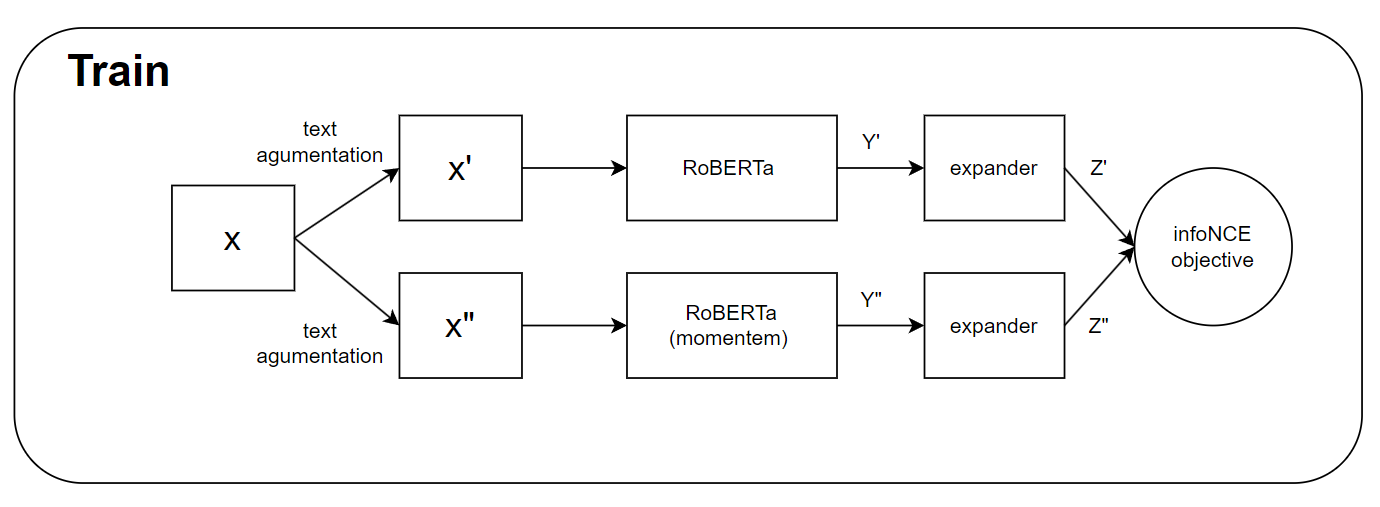 Train
text
agumentation
x'
RoBERTa
Y'
expander
Z'
x
infoNCE
objective
text
agumentation
x"
RoBERTa
(momentem)
Y"
expander
Z"